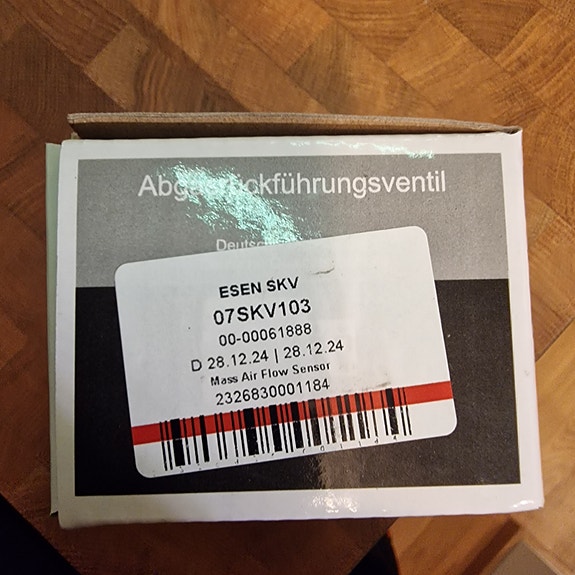 Abgasrückführungsventil
ESEN SKV
07SKV103
00-00061888
D 28.12.24 | 28.12.24
Mass Air Flow Sensor
2326830001184